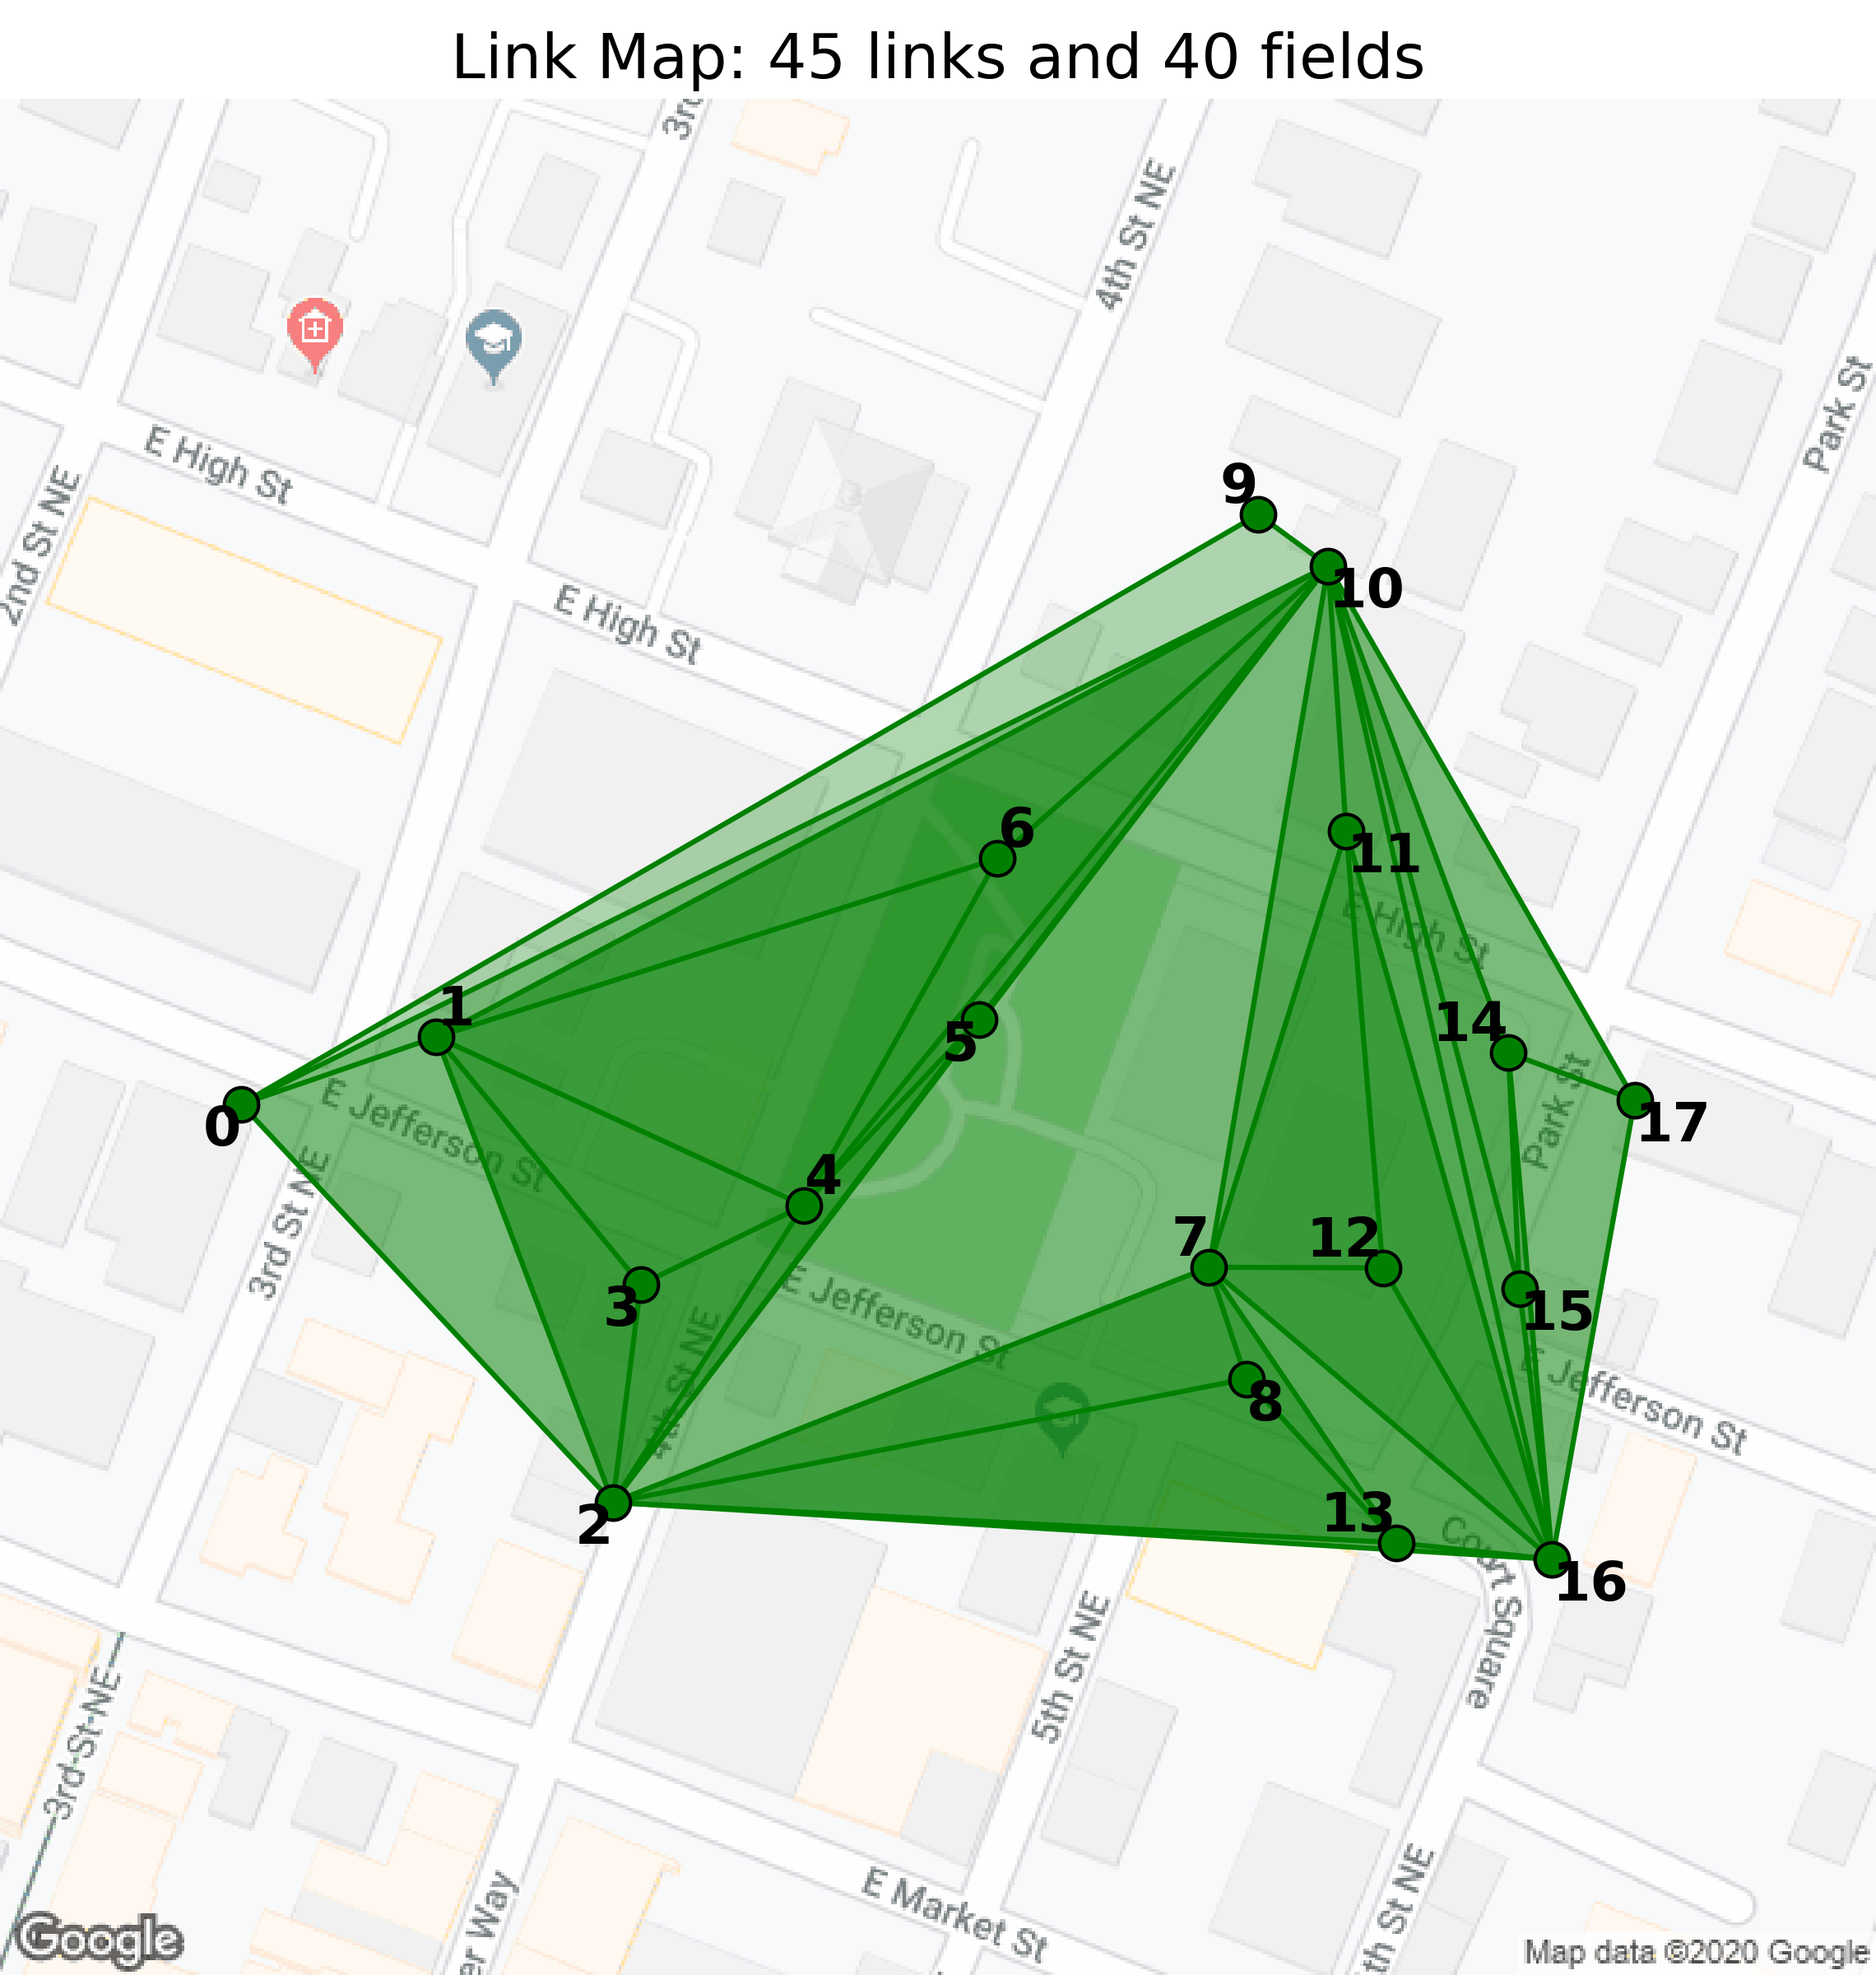 Link Map: 45 links and 40 fields
3rd
4th St NE
Park St
E High St
2nd St NE
9
10
E High St
6
11
E High St
1
5
14
0
E Jefferson St
Park St
17
3rd St NE
4
7
12
3
E Jefferson St
15
4th St NE
8
E Jefferson St
2
13
Court Square
16
5th St NE
3rd St NE
E Market St
er Way
th St NE
Google
Map data ©2020 Google